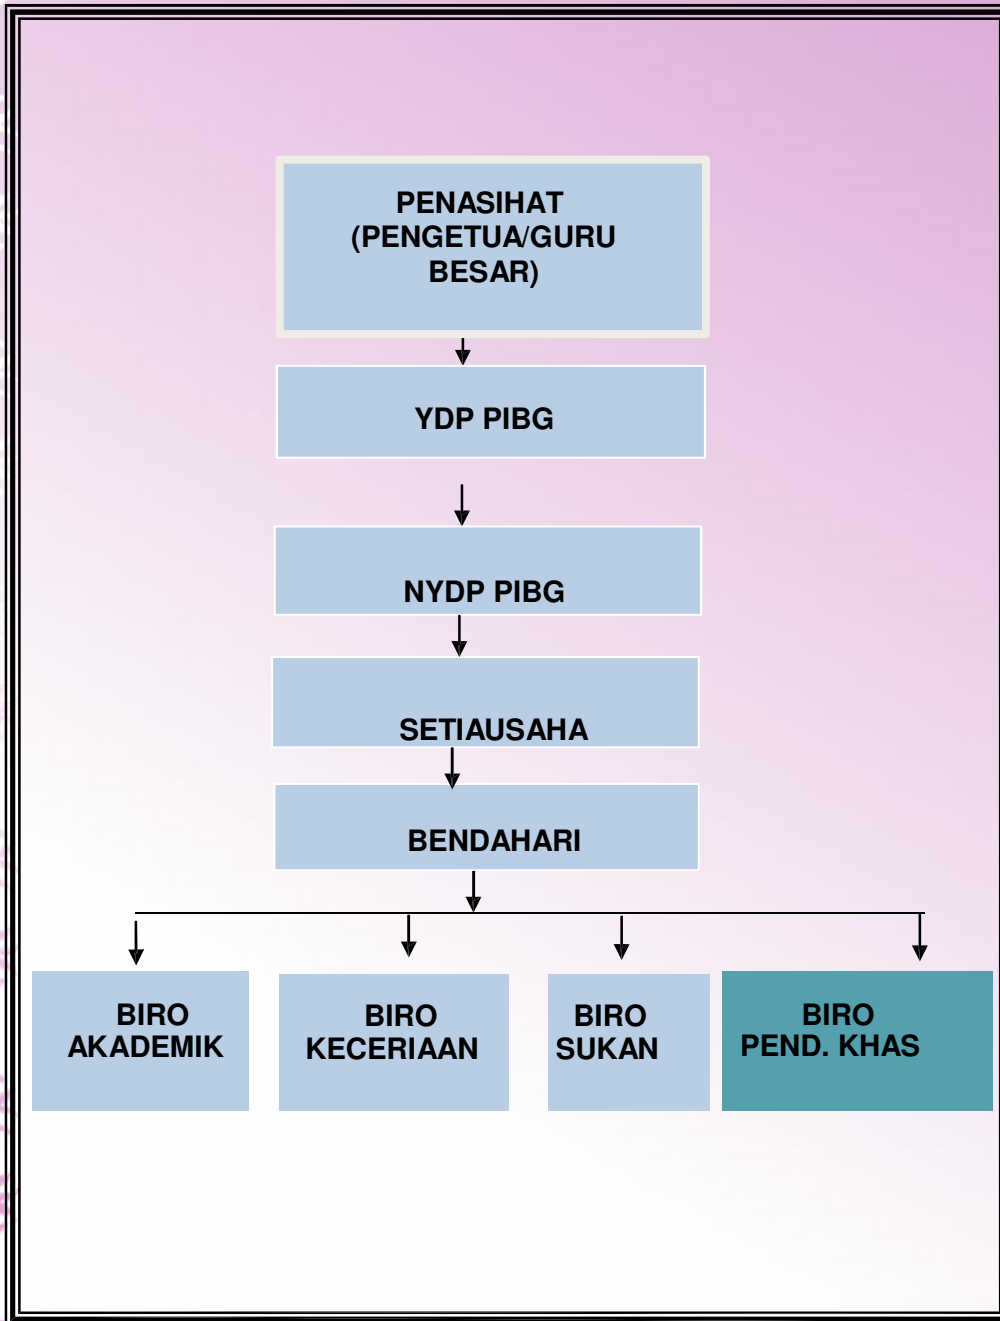 PENASIHAT
(PENGETUA/GURU
BESAR)
YDP PIBG
NYDP PIBG
SETIAUSAHA
BENDAHARI
BIRO
AKADEMIK
BIRO
KECERIAAN
BIRO
SUKAN
BIRO
PEND. KHAS